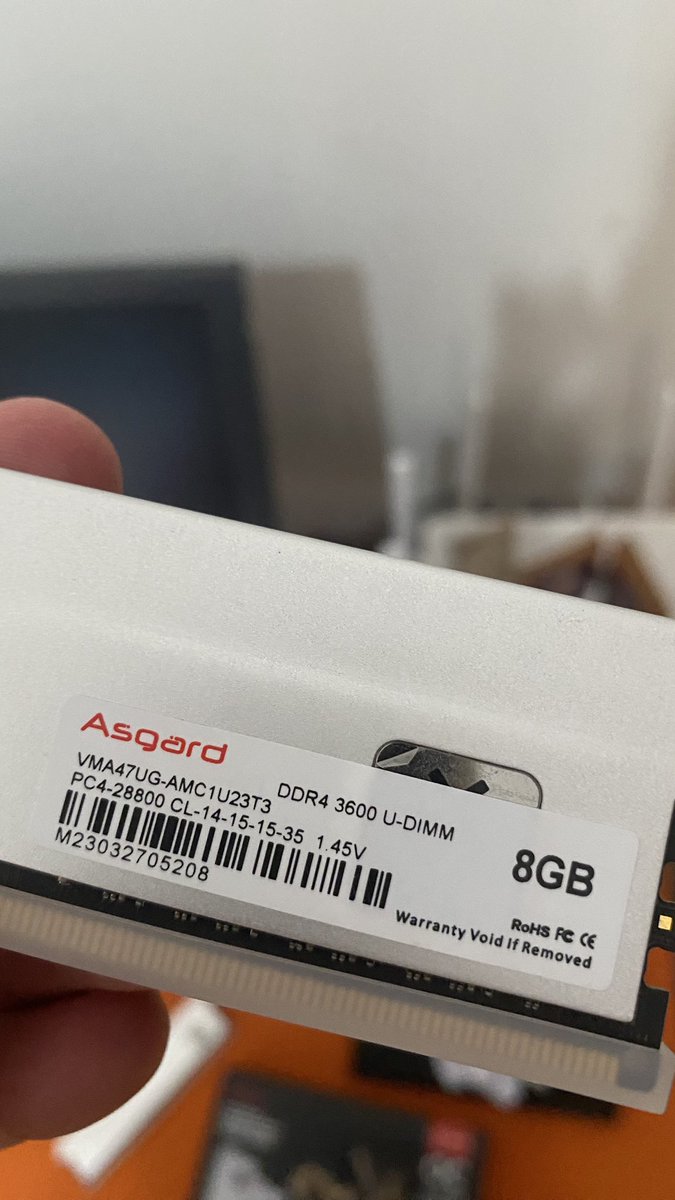 Asgard
VMA47UG-AMC1U23T3
DDR4 3600 U-DIMM
PC4-28800 CL-14-15-15-35 1.45V
M23032705208
8GB
RoHS FC CE
Warranty Void If Removed